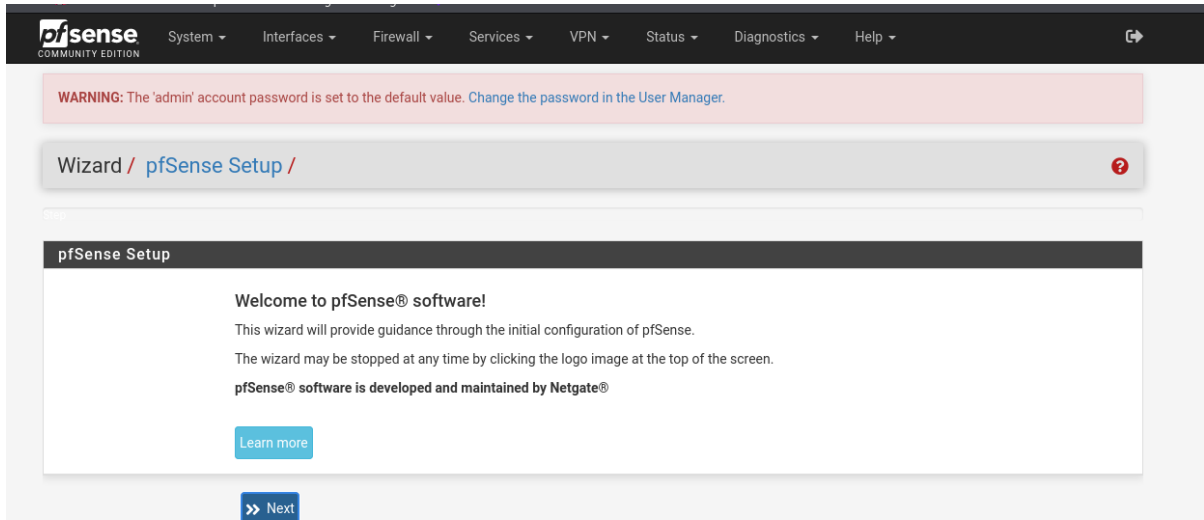 pfsense
COMMUNITY EDITION
System
Interfaces
Firewall
Services
VPN
Status
Diagnostics
Help
WARNING: The 'admin' account password is set to the default value. Change the password in the User Manager.
Wizard / pfSense Setup /
Step
pfSense Setup
Welcome to pfSense® software!
This wizard will provide guidance through the initial configuration of pfSense.
The wizard may be stopped at any time by clicking the logo image at the top of the screen.
pfSense® software is developed and maintained by Netgate®
Learn more
Next